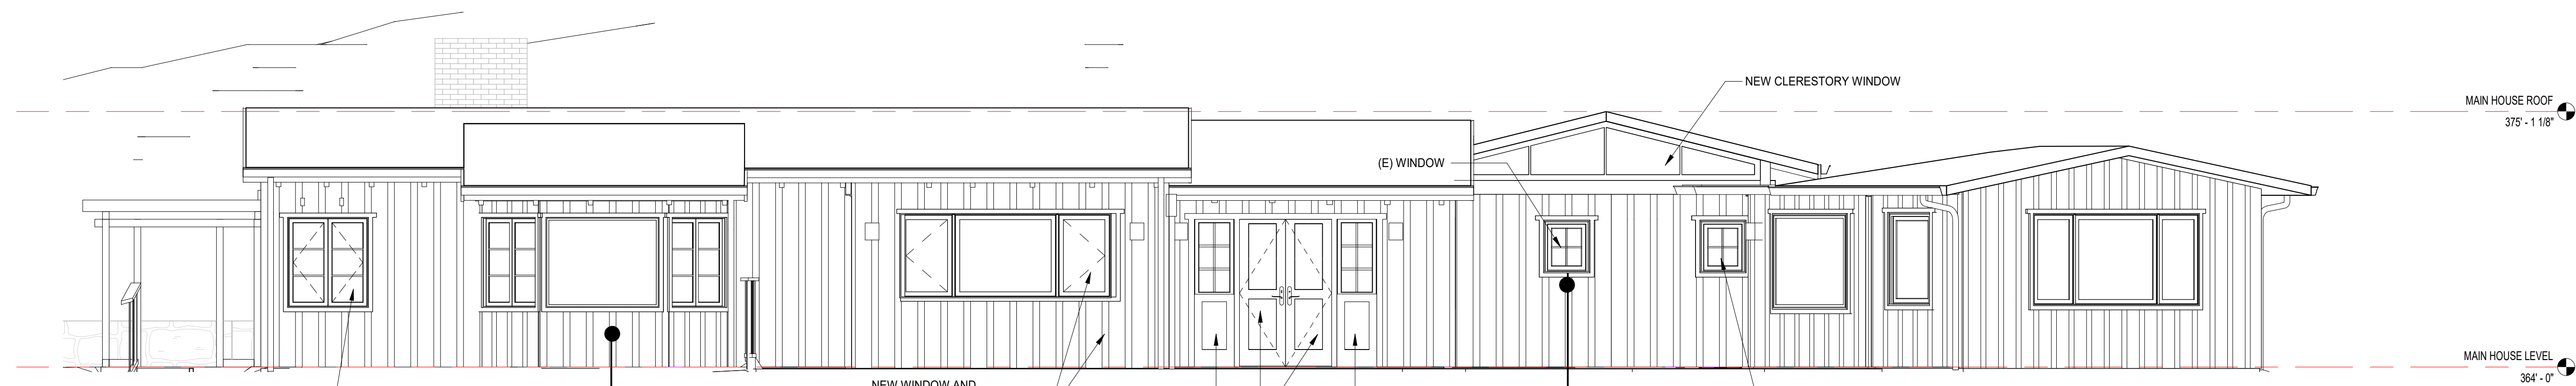 NEW CLERESTORY WINDOW
MAIN HOUSE ROOF
375' - 1 1/8"
(E) WINDOW
MAIN HOUSE LEVEL
364' - 0"
NEW WINDOW AND